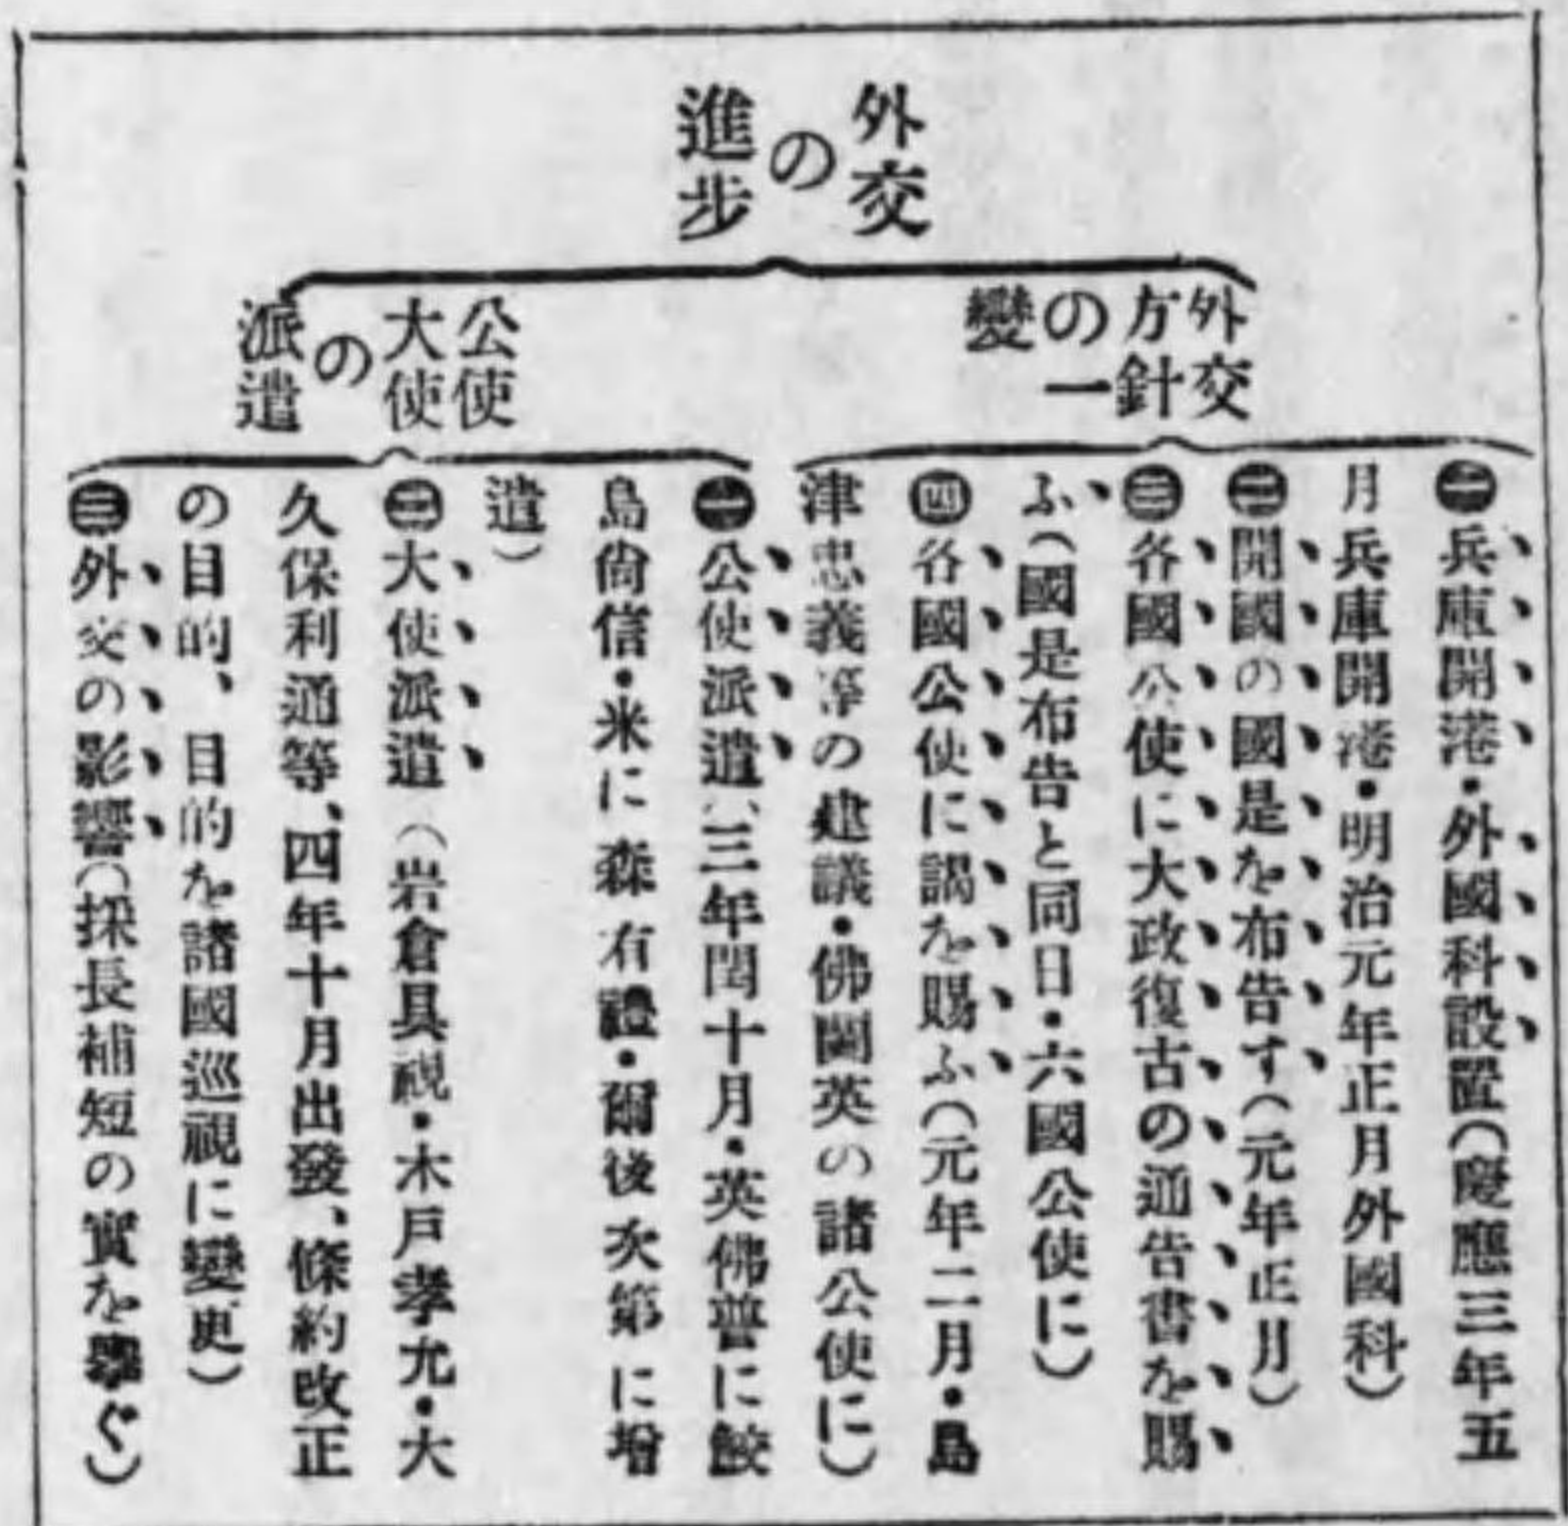 外交
の
進步
外交
方針
の一
變
㊀兵庫開港・外國科設置(慶應三年五
月兵庫開港・明治元年正月外國科)
㊁開國の國是を布告す(元年正月)
㊂各國公使に大政復古の通告書を賜
ふ(國是布告と同日・六國公使に)
㊃各國公使に謁を賜ふ(元年二月・島
津忠義等の建議・佛蘭英の諸公使に)
公使
大使
の
派遣
㊀公使派遣(三年閏十月・英佛普に鮫
島尙信・米に森有禮・爾後次第に增
遣)
㊁大使派遣(岩倉具視・木戸孝允・大
久保利通等、四年十月出發、條約改正
の目的、目的を諸國巡視に變更)
㊂外交の影響(採長補短の實を擧ぐ)